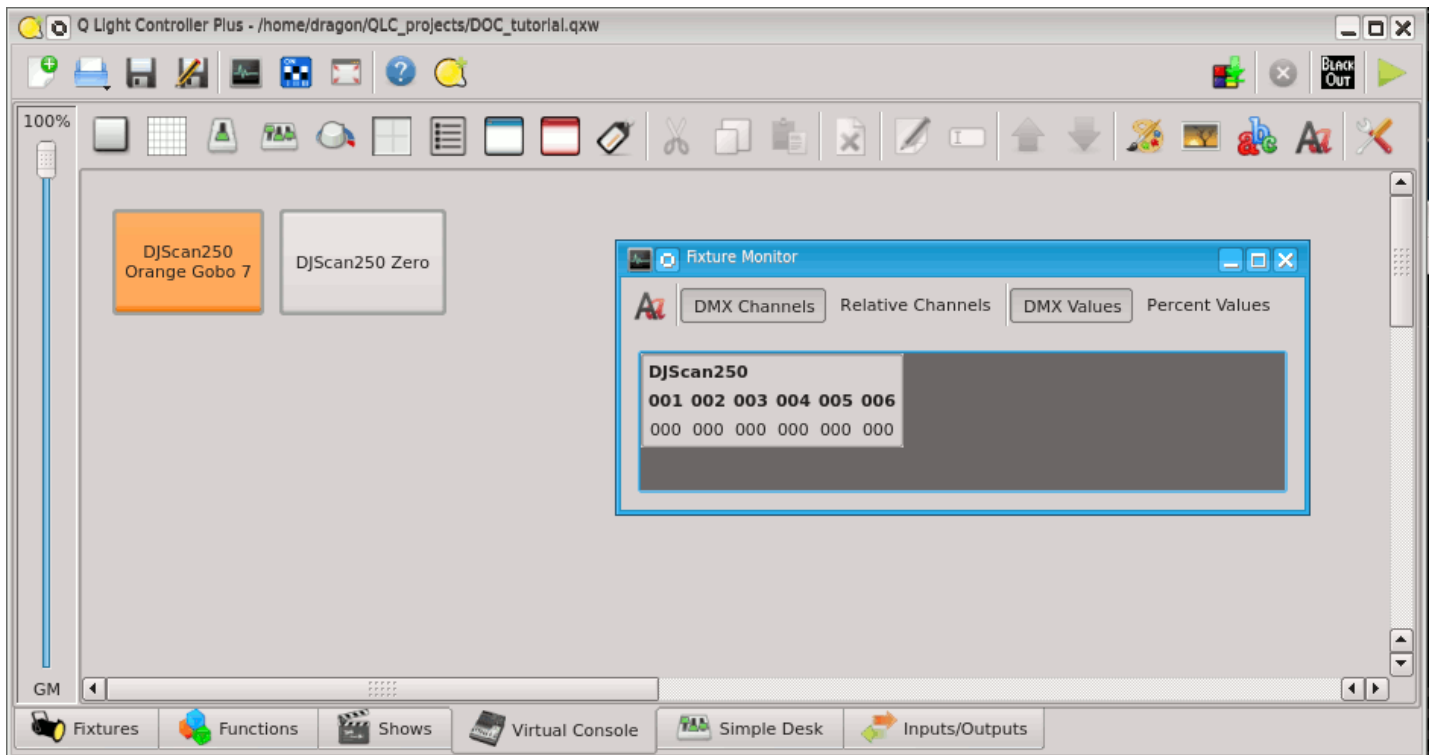 Q Light Controller Plus - /home/dragon/QLC_projects/DOC_tutorial.qxw
BLACK
OUT
100%
DJScan250
Orange Gobo 7
DJScan250 Zero
Fixture Monitor
DMX Channels Relative Channels DMX Values Percent Values
DJScan250
001 002 003 004 005 006
000 000 000 000 000 000
GM
Fixtures Functions Shows Virtual Console Simple Desk Inputs/Outputs